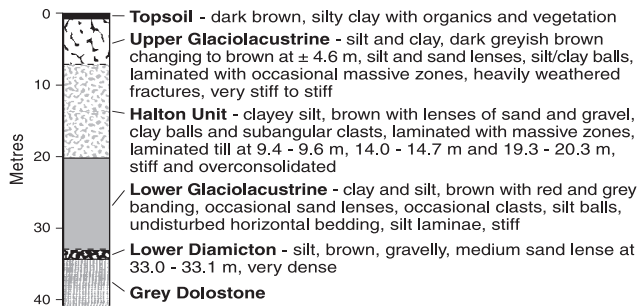 0
10
20
30
40
Metres
Topsoil - dark brown, silty clay with organics and vegetation
Upper Glaciolacustrine - silt and clay, dark greyish brown
changing to brown at ± 4.6 m, silt and sand lenses, silt/clay balls,
laminated with occasional massive zones, heavily weathered
fractures, very stiff to stiff
Halton Unit - clayey silt, brown with lenses of sand and gravel,
clay balls and subangular clasts, laminated with massive zones,
laminated till at 9.4 - 9.6 m, 14.0 - 14.7 m and 19.3 - 20.3 m,
stiff and overconsolidated
Lower Glaciolacustrine - clay and silt, brown with red and grey
banding, occasional sand lenses, occasional clasts, silt balls,
undisturbed horizontal bedding, silt laminae, stiff
Lower Diamicton - silt, brown, gravelly, medium sand lense at
33.0 - 33.1 m, very dense
Grey Dolostone